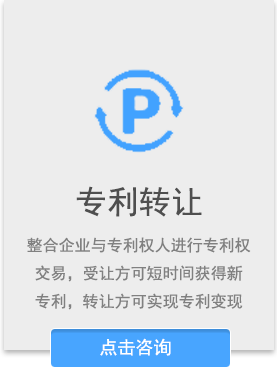 P
专利转让
整合企业与专利权人进行专利权
交易，受让方可短时间获得新
专利，转让方可实现专利变现
点击咨询